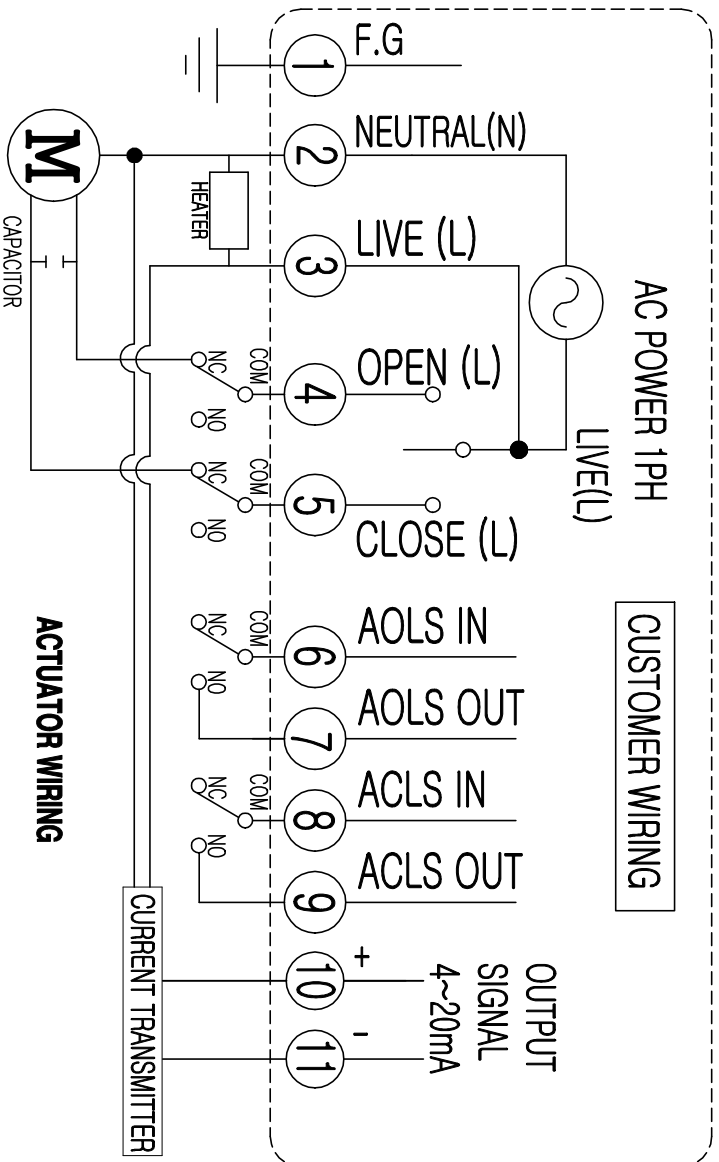 F.G
1
NEUTRAL(N)
2
LIVE (L)
3
AC POWER 1PH
LIVE(L)
OPEN (L)
4
CLOSE (L)
5
AOLS IN
6
AOLS OUT
7
ACLS IN
8
ACLS OUT
9
+
10
-
11
OUTPUT
SIGNAL
4~20mA
CUSTOMER WIRING
M
HEATER
CAPACITOR
NC
COM
NO
NC
COM
NO
NC
COM
NO
NC
COM
NO
ACTUATOR WIRING
CURRENT TRANSMITTER